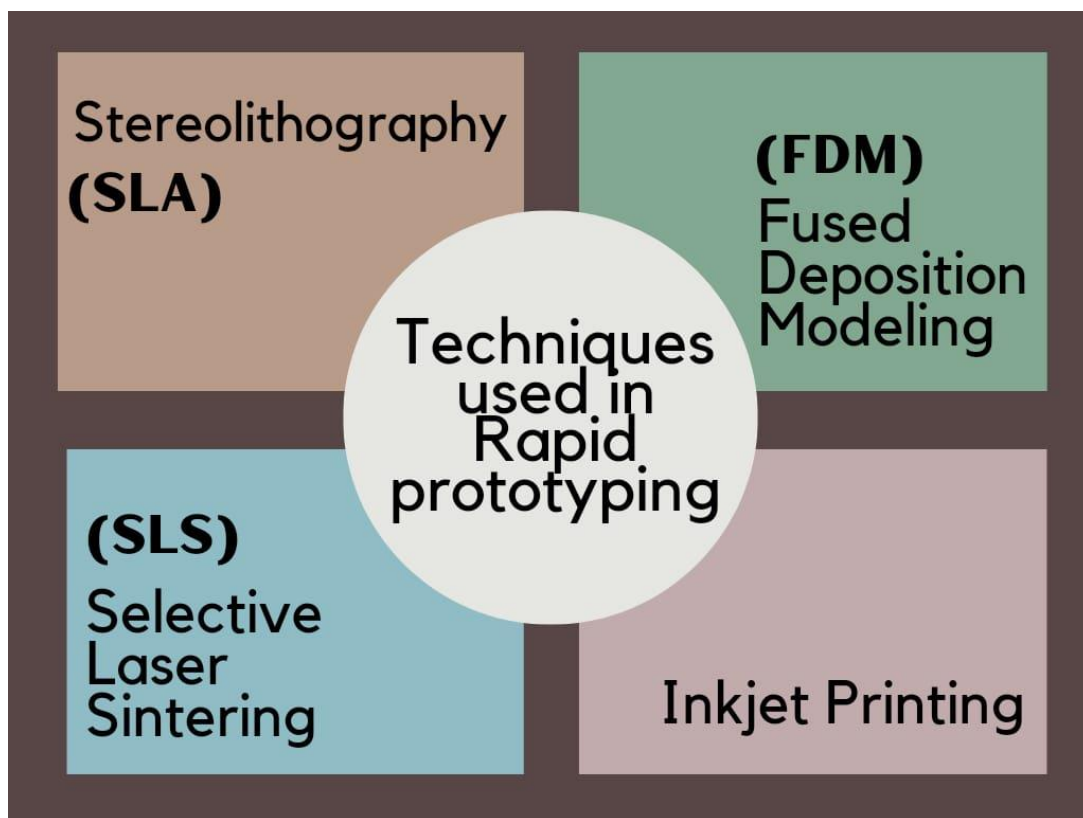 Stereolithography
(SLA)
(FDM)
Fused
Deposition
Modeling
Techniques
used in
Rapid
prototyping
(SLS)
Selective
Laser
Sintering
Inkjet Printing